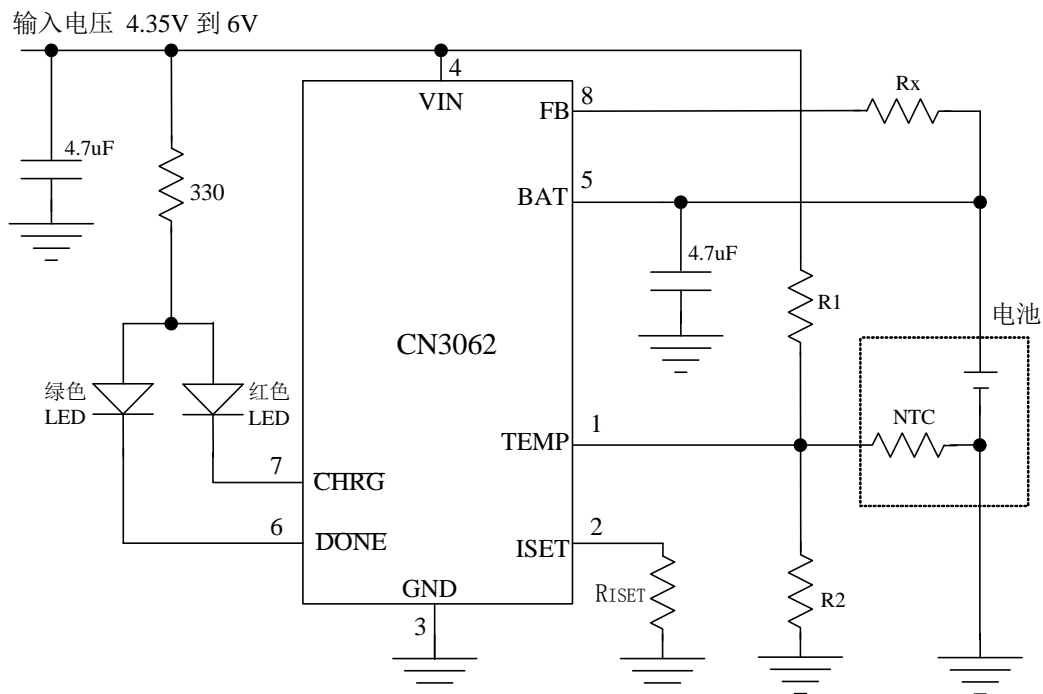 输入电压 4.35V 到 6V
4
VIN
8
FB
Rx
4.7uF
330
5
BAT
4.7uF
R1
CN3062
电池
绿色
LED
红色
LED
NTC
1
TEMP
7
CHRG
6
DONE
2
ISET
RISET
GND
3
R2